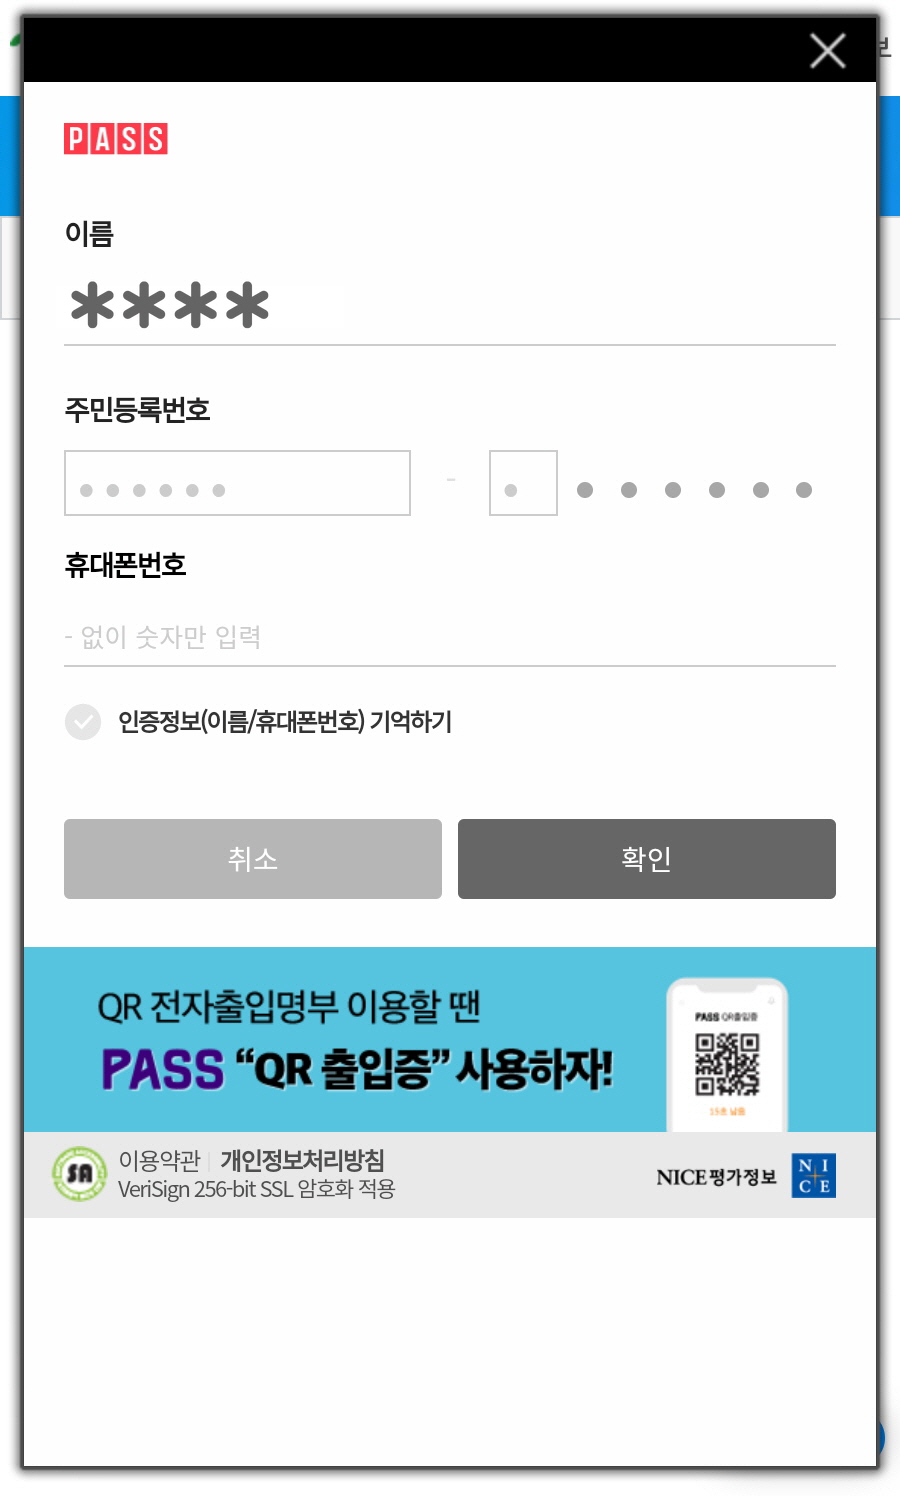 PASS
이름
****
주민등록번호
-
휴대폰번호
- 없이 숫자만 입력
인증정보(이름/휴대폰번호) 기억하기
취소 확인
QR 전자출입명부 이용할 땐
PASS “QR 출입증” 사용하자!
PASS QR출입증
15초 남음
SA
이용약관 | 개인정보처리방침
VeriSign 256-bit SSL 암호화 적용
NICE평가정보
NICE